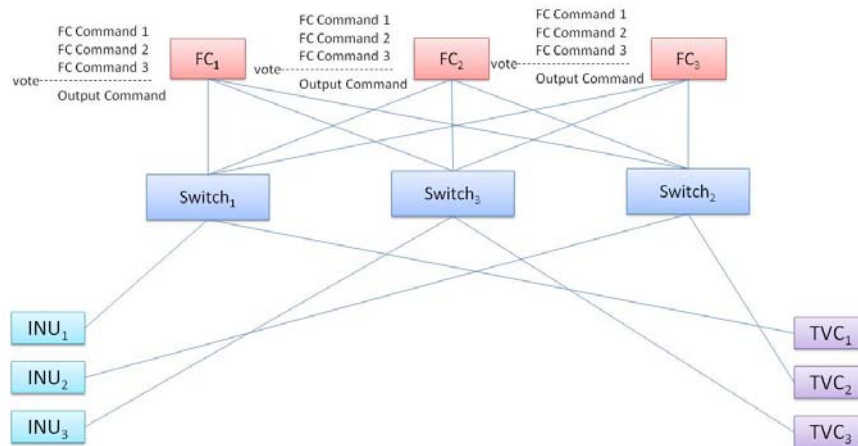 FC Command 1
FC Command 2
FC Command 3
vote
Output Command
FC1
FC Command 1
FC Command 2
FC Command 3
vote
Output Command
FC2
FC Command 1
FC Command 2
FC Command 3
vote
Output Command
FC3
Switch1
Switch3
Switch2
INU1
INU2
INU3
TVC1
TVC2
TVC3